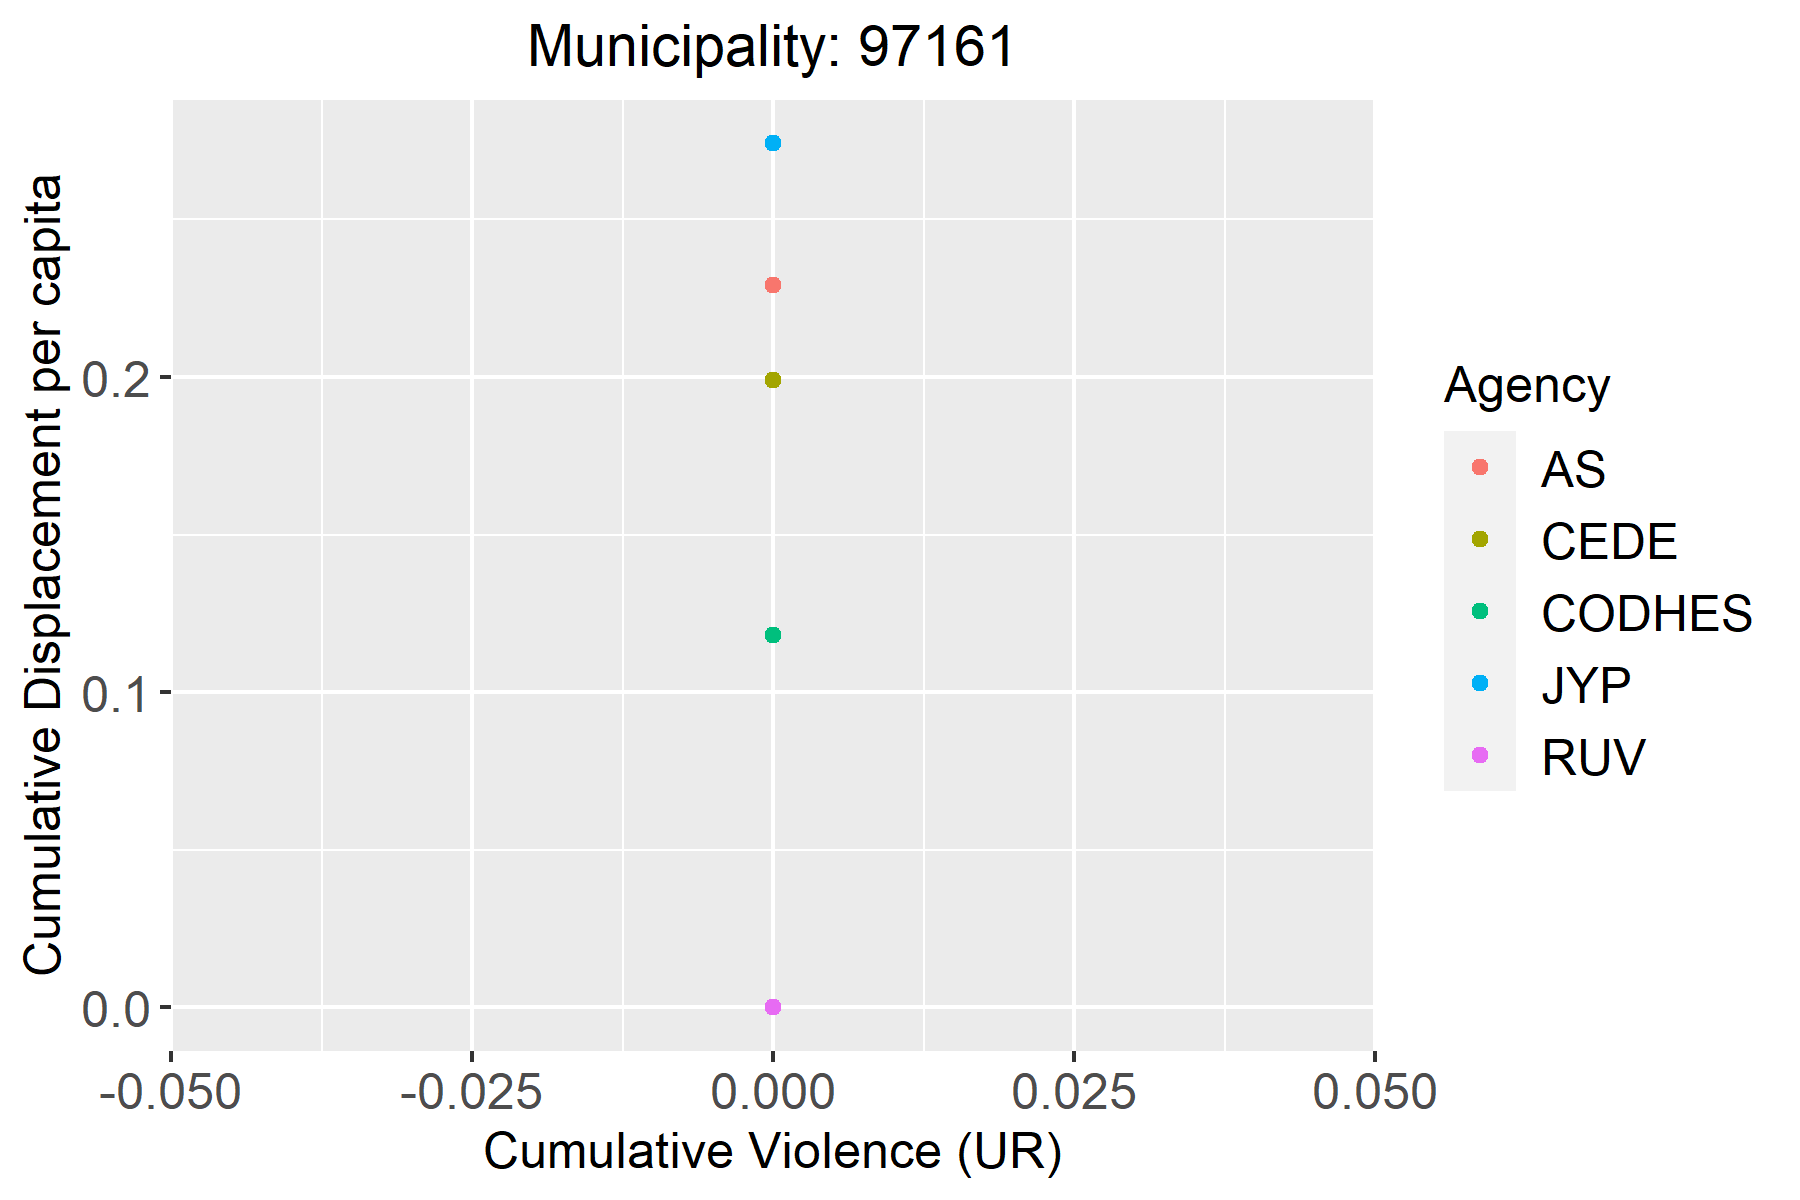 Municipality: 97161
Cumulative Displacement per capita
0.2
0.1
0.0
-0.050
-0.025
0.000
0.025
0.050
Cumulative Violence (UR)
Agency
AS
CEDE
CODHES
JYP
RUV